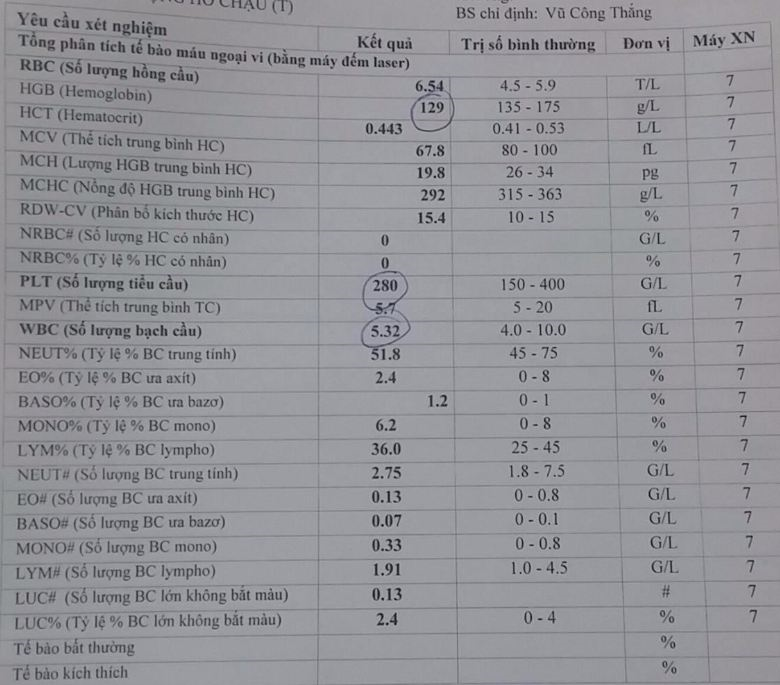 HỒ CHÂU (T)
BS chỉ định: Vũ Công Thắng
Yêu cầu xét nghiệm Kết quả Trị số bình thường Đơn vị Máy XN
Tổng phân tích tế bào máu ngoại vi (bằng máy đếm laser)
RBC (Số lượng hồng cầu) 6.54 4.5 - 5.9 T/L 7
HGB (Hemoglobin) 129 135 - 175 g/L 7
HCT (Hematocrit) 0.443 0.41 - 0.53 L/L 7
MCV (Thể tích trung bình HC) 67.8 80 - 100 fL 7
MCH (Lượng HGB trung bình HC) 19.8 26 - 34 pg 7
MCHC (Nồng độ HGB trung bình HC) 292 315 - 363 g/L 7
RDW-CV (Phân bố kích thước HC) 15.4 10 - 15 % 7
NRBC# (Số lượng HC có nhân) 0 G/L 7
NRBC% (Tỷ lệ % HC có nhân) 0 % 7
PLT (Số lượng tiểu cầu) 280 150 - 400 G/L 7
MPV (Thể tích trung bình TC) 5.7 5 - 20 fL 7
WBC (Số lượng bạch cầu) 5.32 4.0 - 10.0 G/L 7
NEUT% (Tỷ lệ % BC trung tính) 51.8 45 - 75 % 7
EO% (Tỷ lệ % BC ưa axít) 2.4 0 - 8 % 7
BASO% (Tỷ lệ % BC ưa bazơ) 1.2 0 - 1 % 7
MONO% (Tỷ lệ % BC mono) 6.2 0 - 8 % 7
LYM% (Tỷ lệ % BC lympho) 36.0 25 - 45 % 7
NEUT# (Số lượng BC trung tính) 2.75 1.8 - 7.5 G/L 7
EO# (Số lượng BC ưa axít) 0.13 0 - 0.8 G/L 7
BASO# (Số lượng BC ưa bazơ) 0.07 0 - 0.1 G/L 7
MONO# (Số lượng BC mono) 0.33 0 - 0.8 G/L 7
LYM# (Số lượng BC lympho) 1.91 1.0 - 4.5 G/L 7
LUC# (Số lượng BC lớn không bắt màu) 0.13 # 7
LUC% (Tỷ lệ % BC lớn không bắt màu) 2.4 0 - 4 % 7
Tế bào bất thường %
Tế bào kích thích %